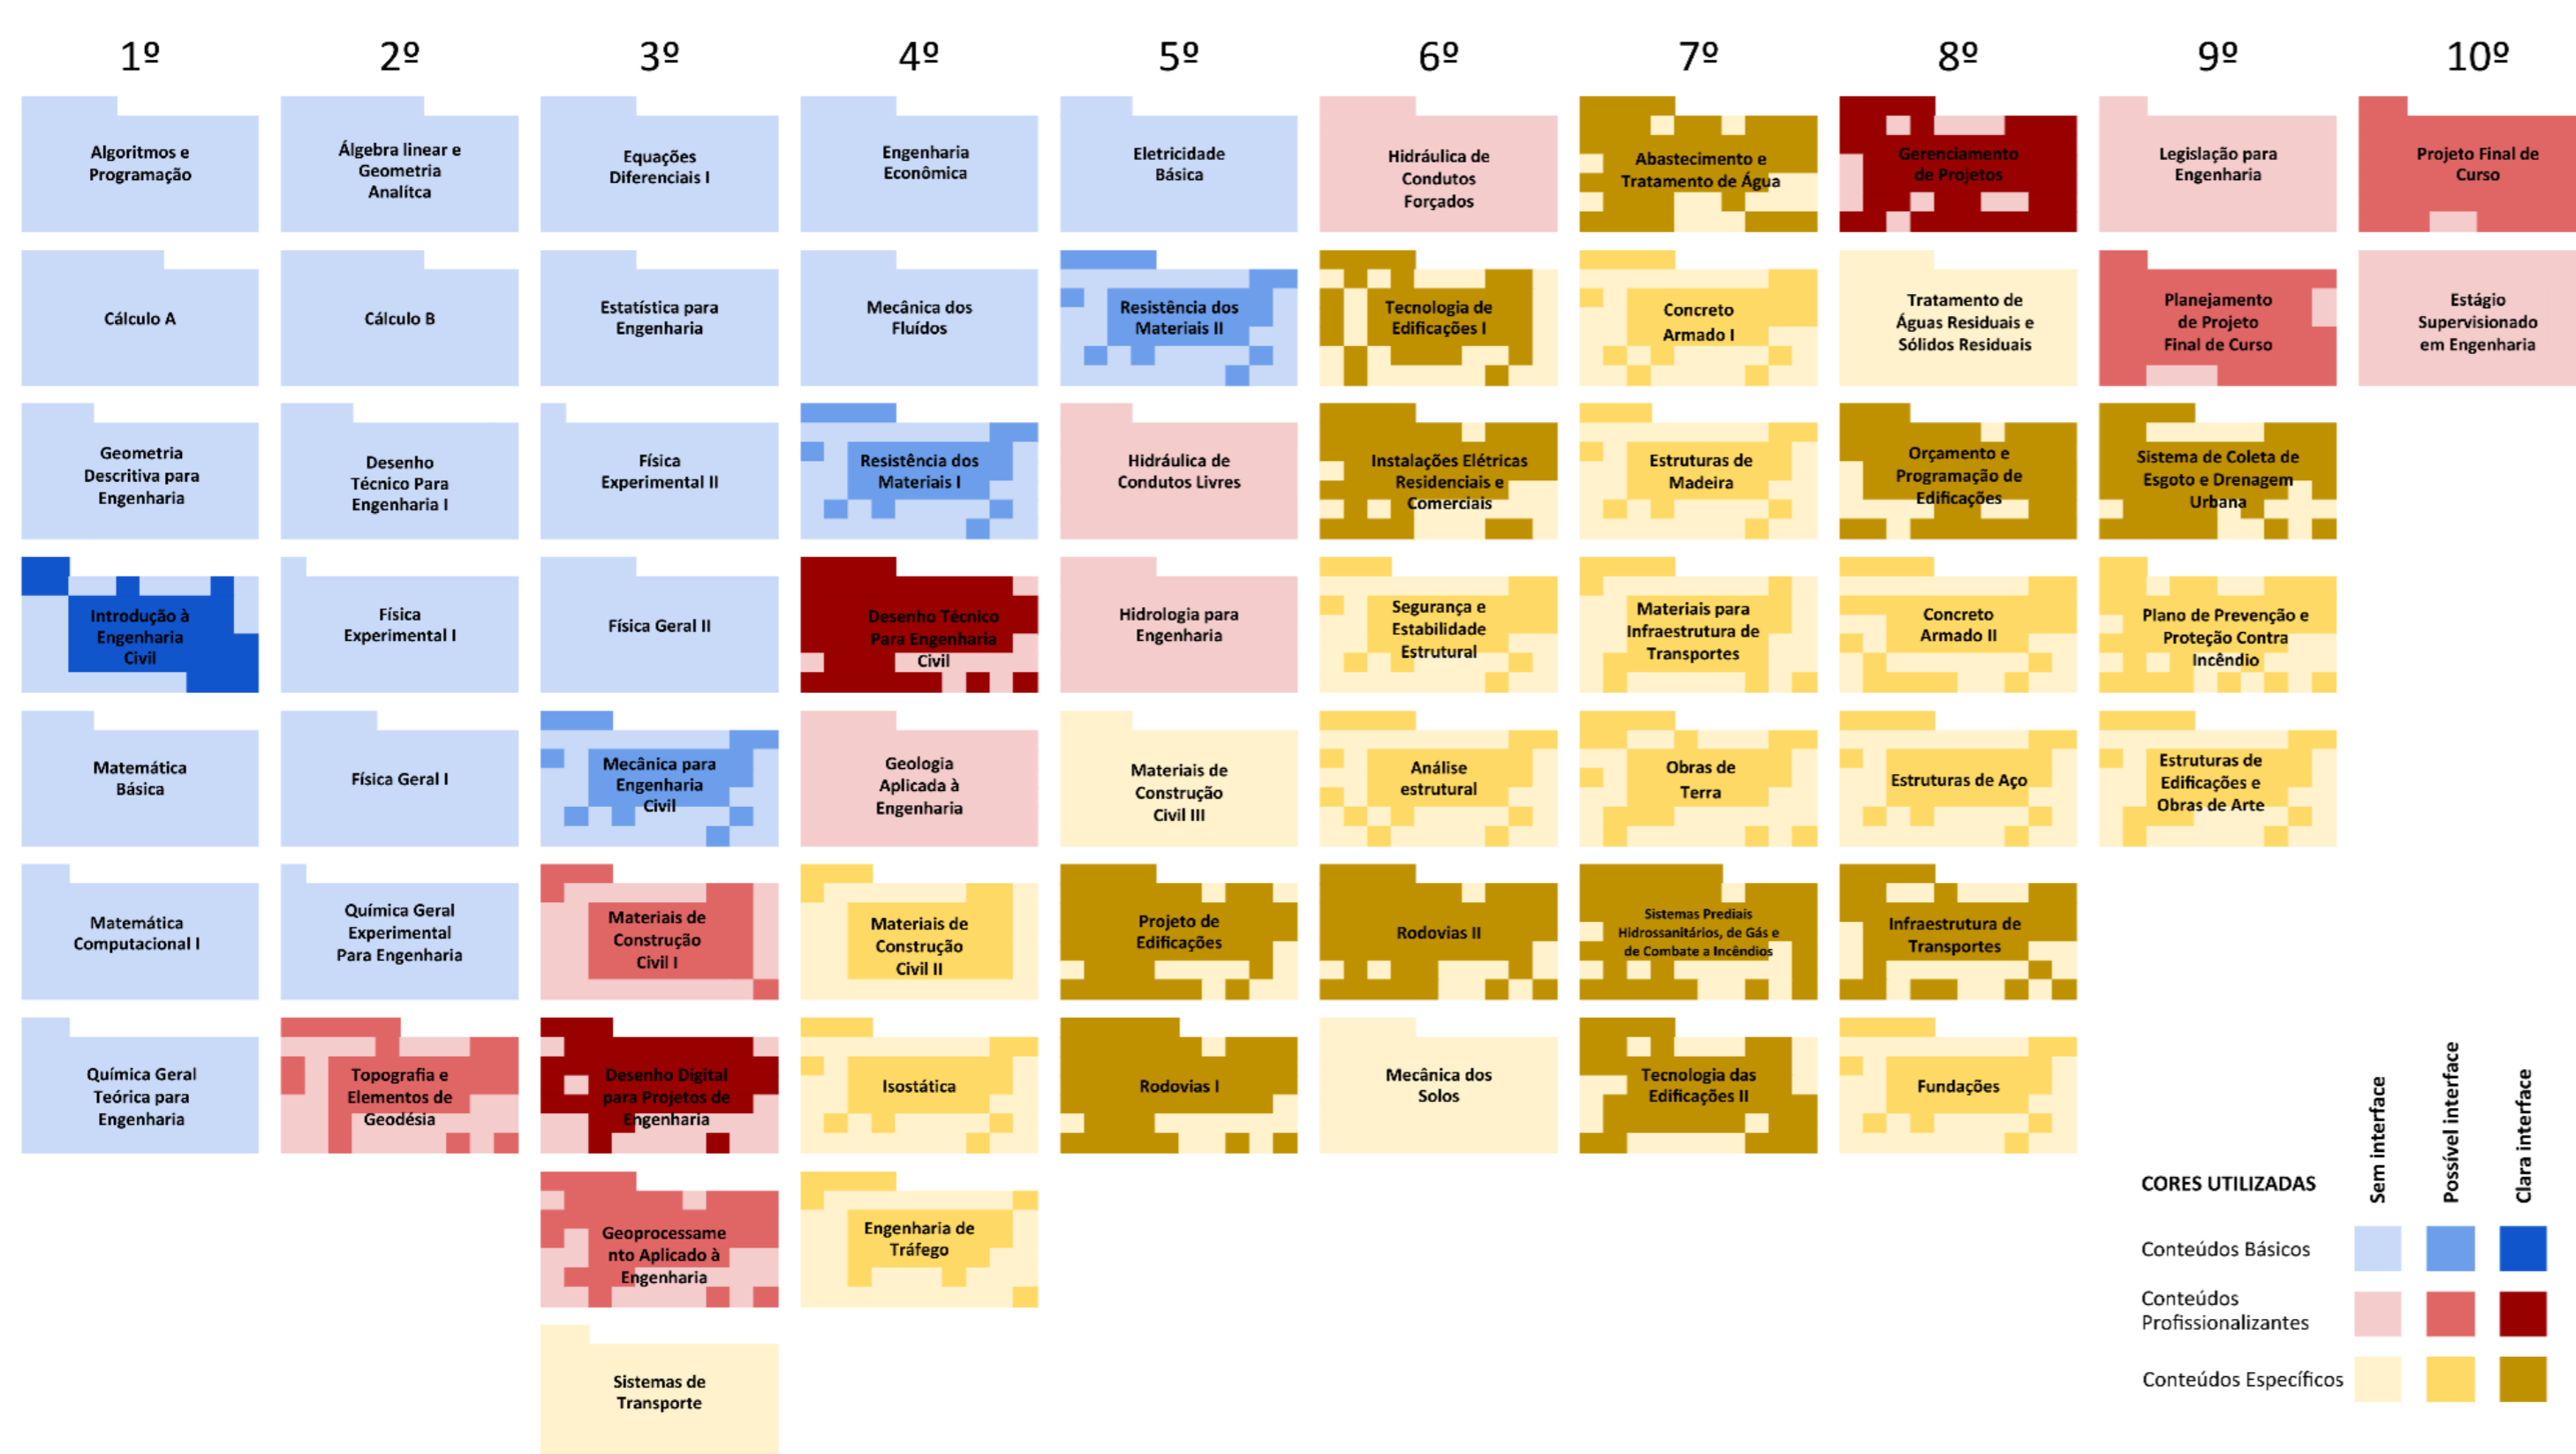 1º
2º
3º
4º
5º
6º
7º
8º
9º
10º
Algoritmos e
Programação
Álgebra linear e
Geometria
Analítca
Equações
Diferenciais I
Engenharia
Econômica
Eletricidade
Básica
Hidráulica de
Condutos
Forçados
Abastecimento e
Tratamento de Água
Gerenciamento
de Projetos
Legislação para
Engenharia
Projeto Final de
Curso
Cálculo A
Cálculo B
Estatística para
Engenharia
Mecânica dos
Fluídos
Resistência dos
Materiais II
Tecnologia de
Edificações I
Concreto
Armado I
Tratamento de
Águas Residuais e
Sólidos Residuais
Planejamento
de Projeto
Final de Curso
Estágio
Supervisionado
em Engenharia
Geometria
Descritiva para
Engenharia
Desenho
Técnico Para
Engenharia I
Física
Experimental II
Resistência dos
Materiais I
Hidráulica de
Condutos Livres
Instalações Elétricas
Residenciais e
Comerciais
Estruturas de
Madeira
Orçamento e
Programação de
Edificações
Sistema de Coleta de
Esgoto e Drenagem
Urbana
Introdução à
Engenharia
Civil
Física
Experimental I
Física Geral II
Desenho Técnico
Para Engenharia
Civil
Hidrologia para
Engenharia
Segurança e
Estabilidade
Estrutural
Materiais para
Infraestrutura de
Transportes
Concreto
Armado II
Plano de Prevenção e
Proteção Contra
Incêndio
Matemática
Básica
Física Geral I
Mecânica para
Engenharia
Civil
Geologia
Aplicada à
Engenharia
Materiais de
Construção
Civil III
Análise
estrutural
Obras de
Terra
Estruturas de Aço
Estruturas de
Edificações e
Obras de Arte
Matemática
Computacional I
Química Geral
Experimental
Para Engenharia
Materiais de
Construção
Civil I
Materiais de
Construção
Civil II
Projeto de
Edificações
Rodovias II
Sistemas Prediais
Hidrossanitários, de Gás e
de Combate a Incêndios
Infraestrutura de
Transportes
Química Geral
Teórica para
Engenharia
Topografia e
Elementos de
Geodésia
Desenho Digital
para Projetos de
Engenharia
Isostática
Rodovias I
Mecânica dos
Solos
Tecnologia das
Edificações II
Fundações
Geoprocessame
nto Aplicado à
Engenharia
Engenharia de
Tráfego
Sistemas de
Transporte
CORES UTILIZADAS
Sem interface
Possível interface
Clara interface
Conteúdos Básicos
Conteúdos
Profissionalizantes
Conteúdos Específicos